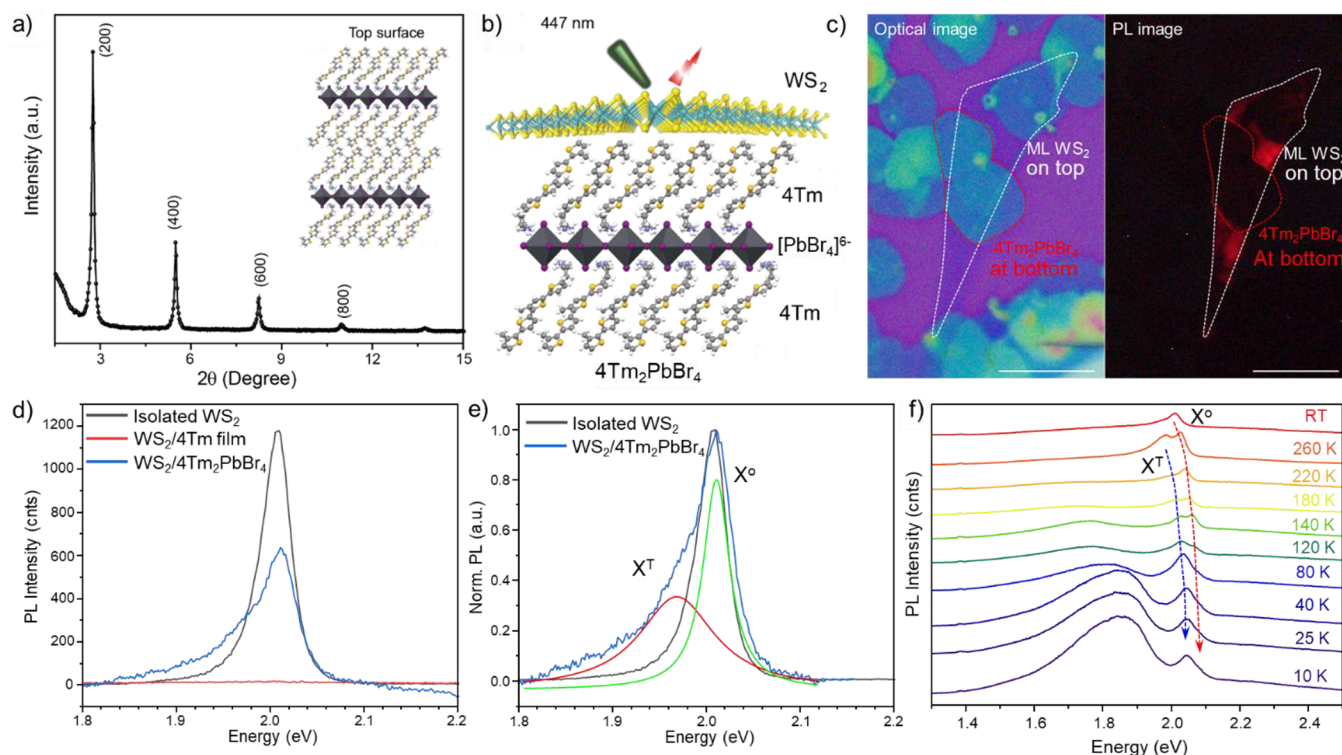 a)
Intensity (a.u.)
(200)
(400)
(600)
(800)
Top surface
3
6
9
12
15
2θ (Degree)
b)
447 nm
WS₂
4Tm
[PbBr₄]⁶⁻
4Tm
4Tm₂PbBr₄
c)
Optical image
ML WS₂
on top
4Tm₂PbBr₄
at bottom
PL image
ML WS₂
on top
4Tm₂PbBr₄
At bottom
d)
PL Intensity (cnts)
1200
1000
800
600
400
200
0
Isolated WS₂
WS₂/4Tm film
WS₂/4Tm₂PbBr₄
1.8
1.9
2.0
2.1
2.2
Energy (eV)
e)
Norm. PL (a.u.)
1.0
0.8
0.6
0.4
0.2
0.0
Isolated WS₂
WS₂/4Tm₂PbBr₄
X⁰
Xᵀ
1.8
1.9
2.0
2.1
2.2
Energy (eV)
f)
PL Intensity (cnts)
X⁰
Xᵀ
RT
260 K
220 K
180 K
140 K
120 K
80 K
40 K
25 K
10 K
1.4
1.6
1.8
2.0
2.2
2.4
Energy (eV)